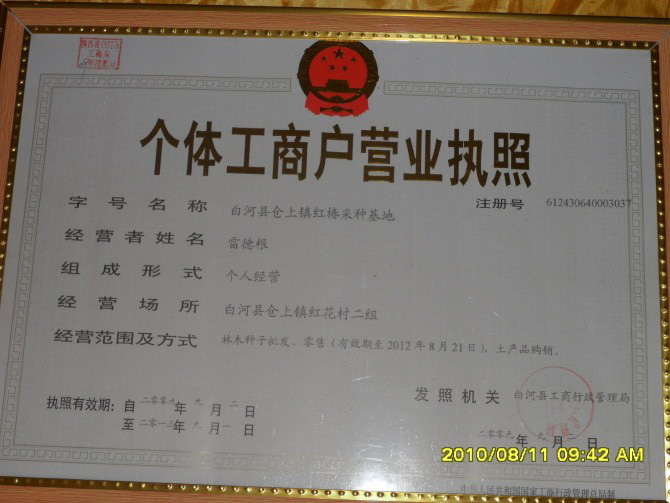 个体工商户营业执照
字号名称 白河县仓上镇红椿采种基地 注册号 612430640003037
经营者姓名 雷德根
组成形式 个人经营
经营场所 白河县仓上镇红花村二组
经营范围及方式 林木种子批发、零售(有效期至2012年8月21日),土产品购销。
发照机关 白河县工商行政管理局
执照有效期: 自 二零零九 年 九 月 二 日
至 二零一三 年 九 月 一 日
二零零九 年 九 月 日
2010/08/11 09:42 AM
中华人民共和国国家工商行政管理总局制